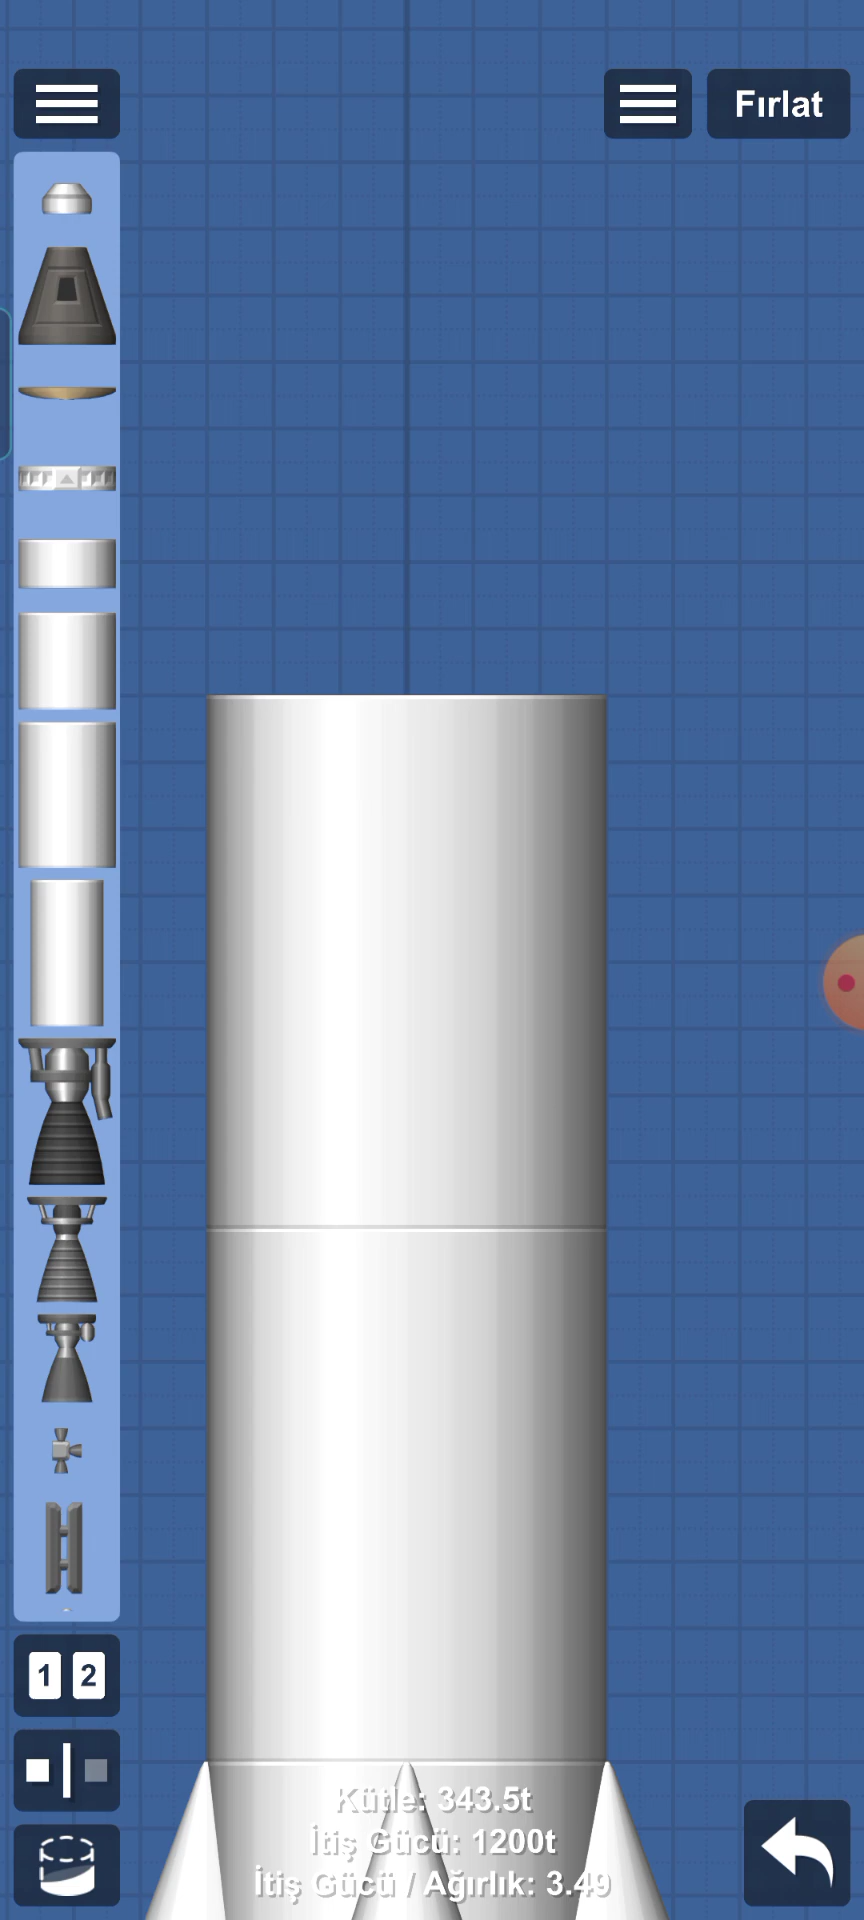 Fırlat
1 2
Kütle: 343.5t
İtiş Gücü: 1200t
İtiş Gücü / Ağırlık: 3.49